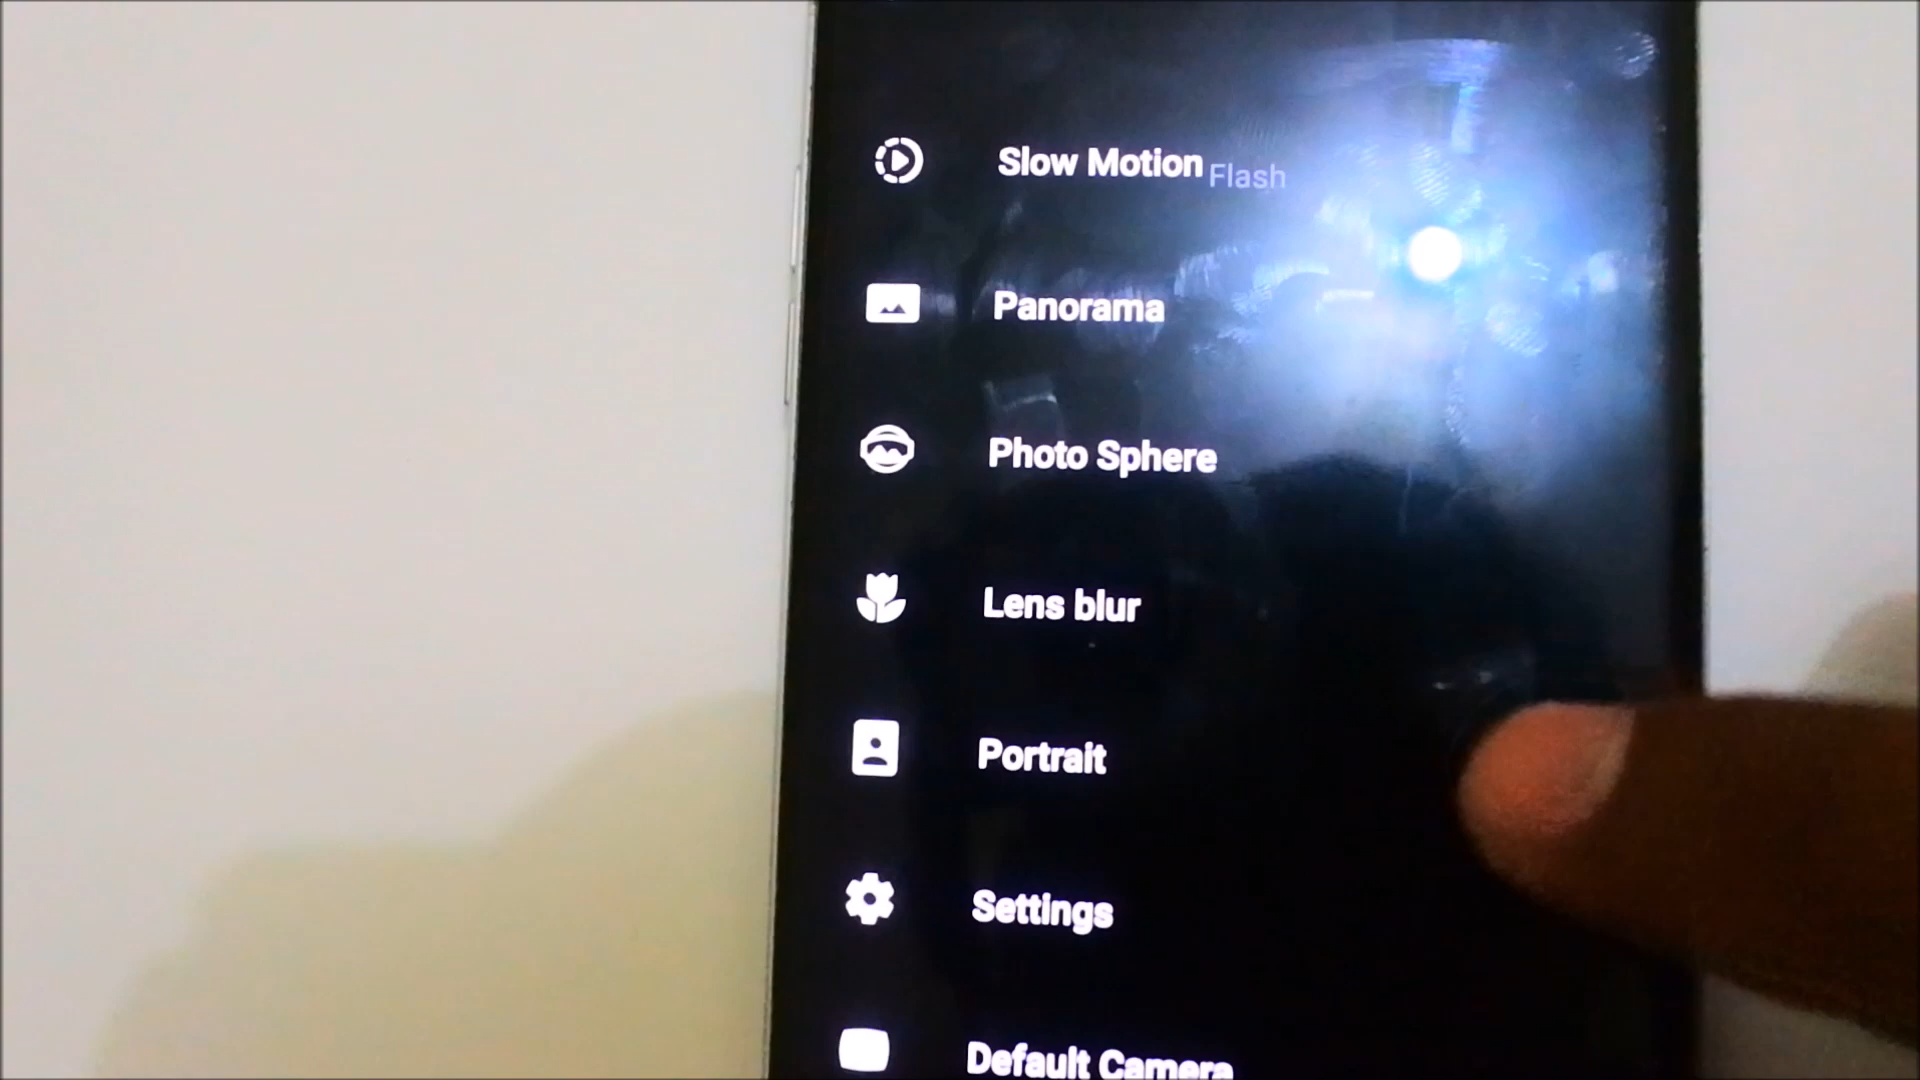 Slow Motion Flash
Panorama
Photo Sphere
Lens blur
Portrait
Settings
Default Camera